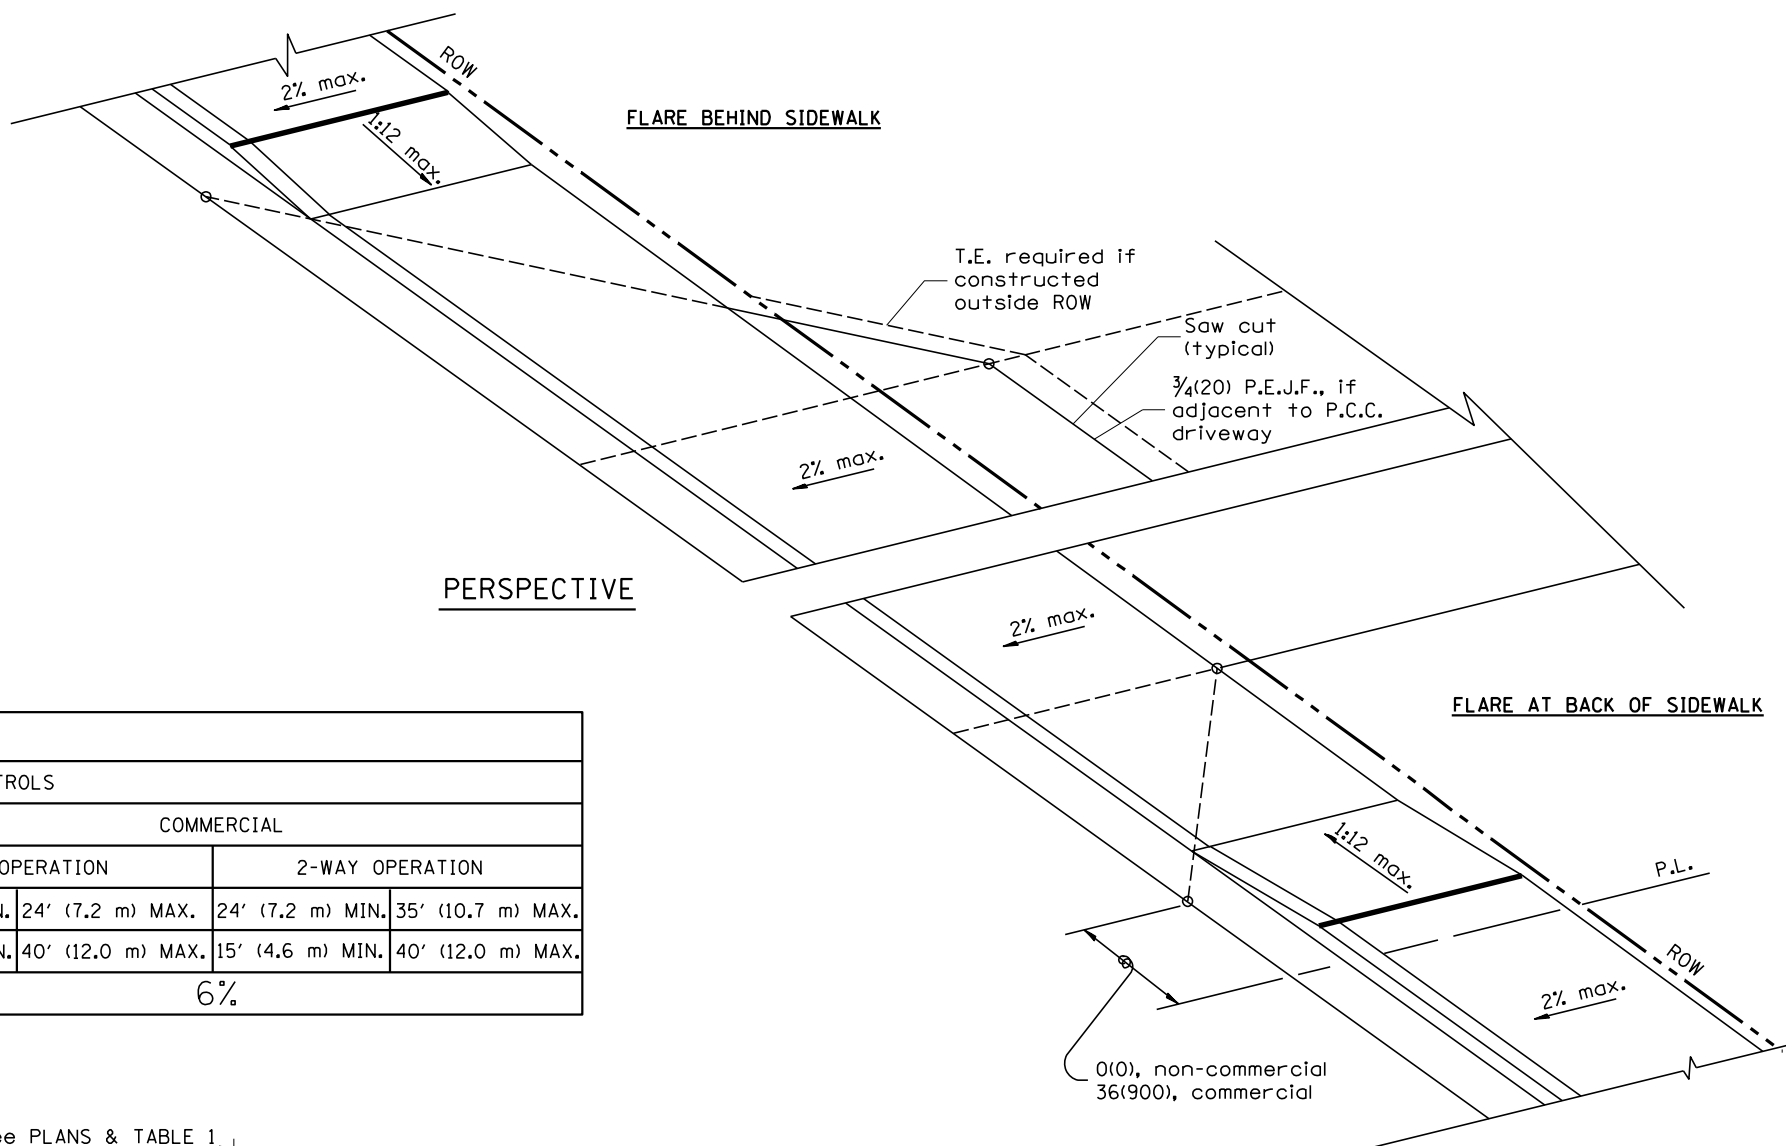 ROW
2% max.
1:12 max.
FLARE BEHIND SIDEWALK
T.E. required if
constructed
outside ROW
Saw cut
(typical)
¾(20) P.E.J.F., if
adjacent to P.C.C.
driveway
2% max.
PERSPECTIVE
2% max.
FLARE AT BACK OF SIDEWALK
1:12 max.
P.L.
ROW
2% max.
0(0), non-commercial
36(900), commercial
TROLS
COMMERCIAL
OPERATION 2-WAY OPERATION
N. 24' (7.2 m) MAX. 24' (7.2 m) MIN. 35' (10.7 m) MAX.
N. 40' (12.0 m) MAX. 15' (4.6 m) MIN. 40' (12.0 m) MAX.
6%
ee PLANS & TABLE 1.